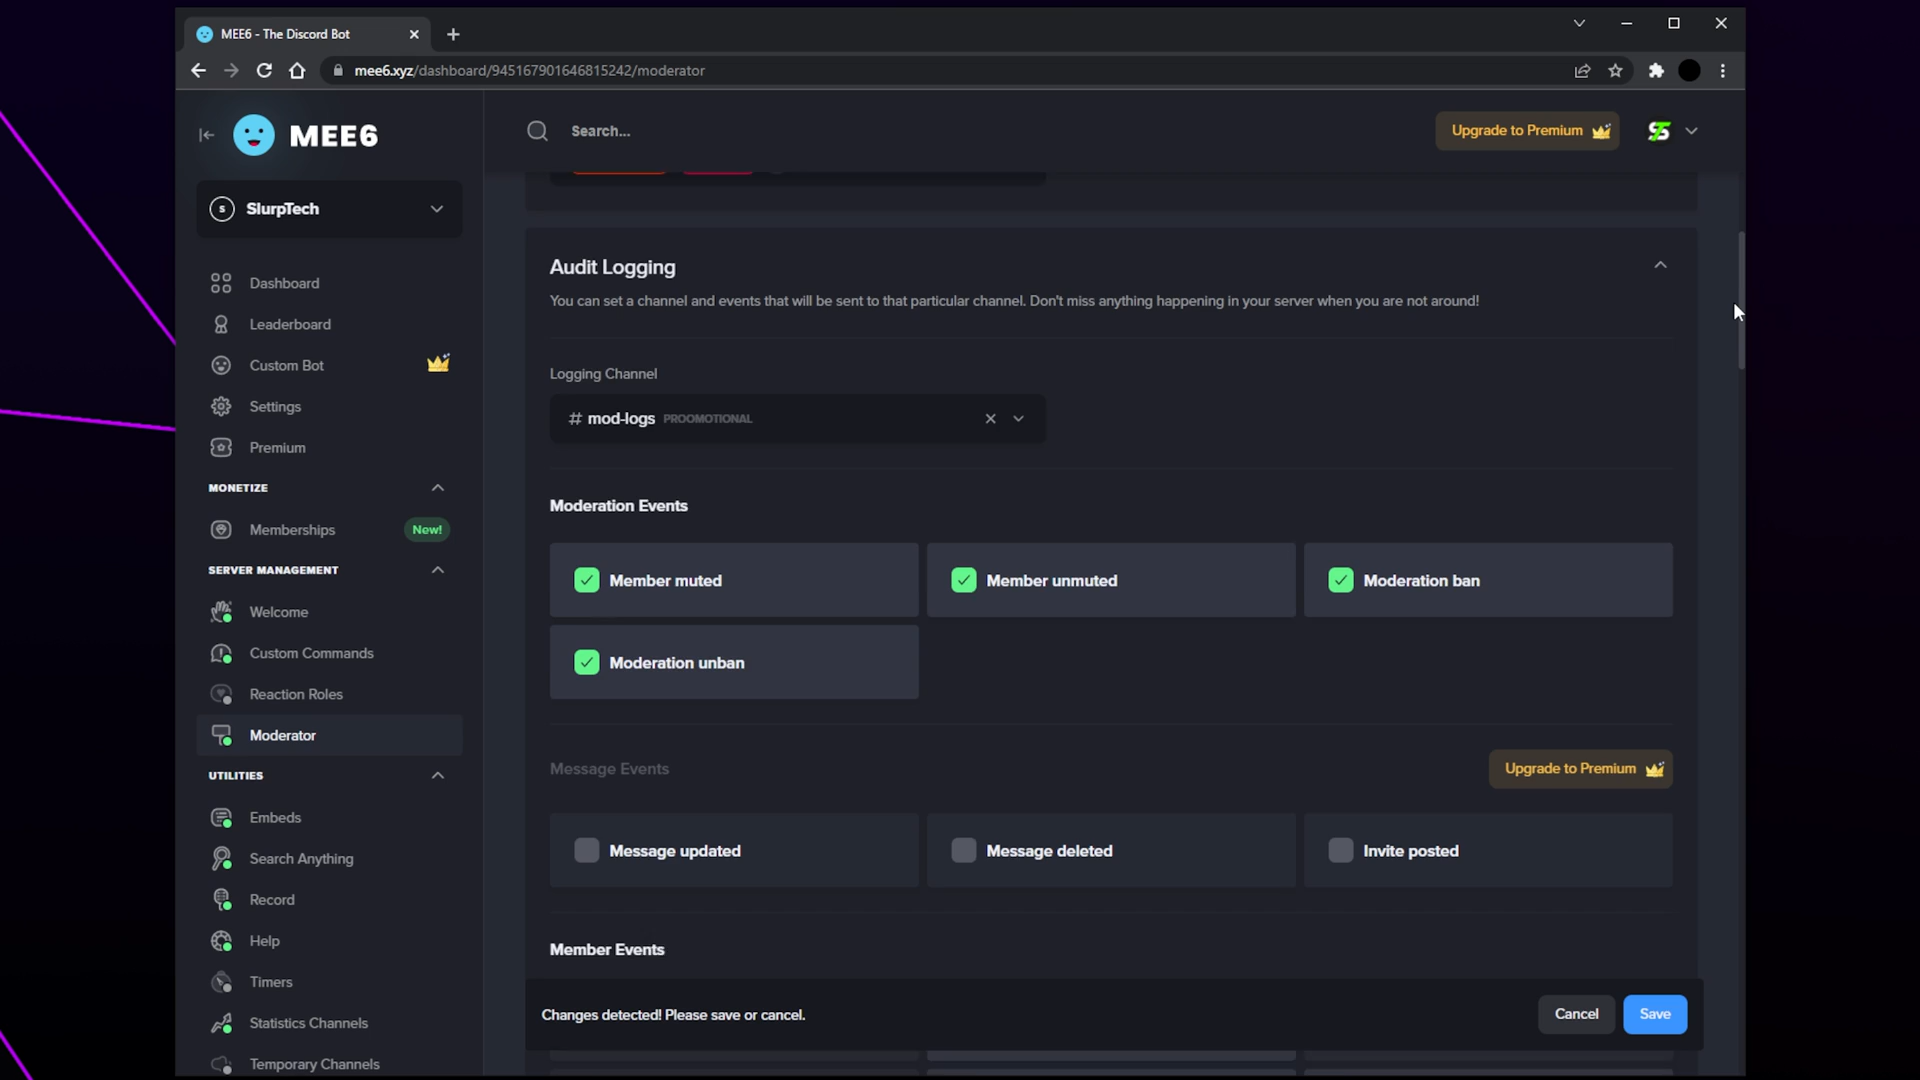 MEE6 - The Discord Bot
mee6.xyz/dashboard/945167901646815242/moderator
MEE6
Search...
Upgrade to Premium
S SlurpTech
Dashboard
Leaderboard
Custom Bot
Settings
Premium
MONETIZE
Memberships New!
SERVER MANAGEMENT
Welcome
Custom Commands
Reaction Roles
Moderator
UTILITIES
Embeds
Search Anything
Record
Help
Timers
Statistics Channels
Temporary Channels
Audit Logging
You can set a channel and events that will be sent to that particular channel. Don't miss anything happening in your server when you are not around!
Logging Channel
# mod-logs PROOMOTIONAL
Moderation Events
Member muted
Member unmuted
Moderation ban
Moderation unban
Message Events
Upgrade to Premium
Message updated
Message deleted
Invite posted
Member Events
Changes detected! Please save or cancel.
Cancel
Save